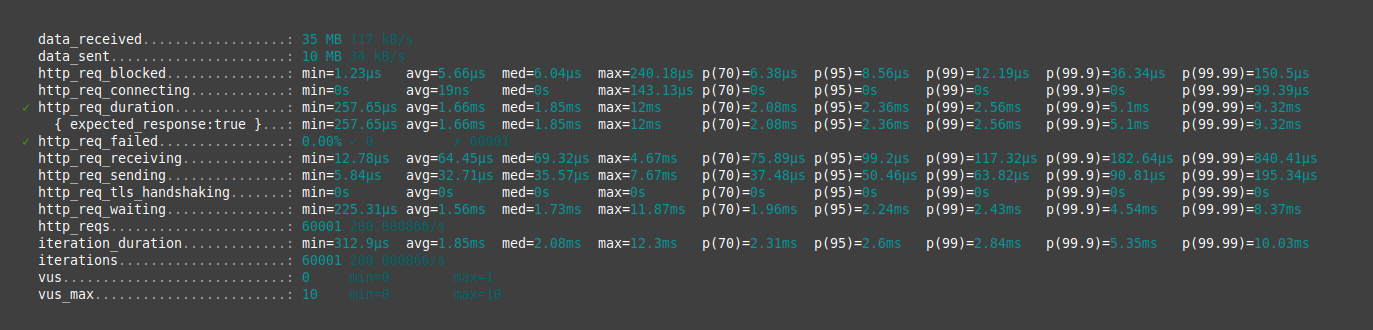 data_received..................: 35 MB 117 kB/s
data_sent......................: 10 MB 34 kB/s
http_req_blocked...............: min=1.23µs avg=5.66µs med=6.04µs max=240.18µs p(70)=6.38µs p(95)=8.56µs p(99)=12.19µs p(99.9)=36.34µs p(99.99)=150.5µs
http_req_connecting............: min=0s avg=19ns med=0s max=143.13µs p(70)=0s p(95)=0s p(99)=0s p(99.9)=0s p(99.99)=99.39µs
✓ http_req_duration..............: min=257.65µs avg=1.66ms med=1.85ms max=12ms p(70)=2.08ms p(95)=2.36ms p(99)=2.56ms p(99.9)=5.1ms p(99.99)=9.32ms
{ expected_response:true }...: min=257.65µs avg=1.66ms med=1.85ms max=12ms p(70)=2.08ms p(95)=2.36ms p(99)=2.56ms p(99.9)=5.1ms p(99.99)=9.32ms
✓ http_req_failed................: 0.00% ✓ 0 ✗ 60001
http_req_receiving.............: min=12.78µs avg=64.45µs med=69.32µs max=4.67ms p(70)=75.89µs p(95)=99.2µs p(99)=117.32µs p(99.9)=182.64µs p(99.99)=840.41µs
http_req_sending...............: min=5.84µs avg=32.71µs med=35.57µs max=7.67ms p(70)=37.48µs p(95)=50.46µs p(99)=63.82µs p(99.9)=90.81µs p(99.99)=195.34µs
http_req_tls_handshaking.......: min=0s avg=0s med=0s max=0s p(70)=0s p(95)=0s p(99)=0s p(99.9)=0s p(99.99)=0s
http_req_waiting...............: min=225.31µs avg=1.56ms med=1.73ms max=11.87ms p(70)=1.96ms p(95)=2.24ms p(99)=2.43ms p(99.9)=4.54ms p(99.99)=8.37ms
http_reqs......................: 60001 200.000866/s
iteration_duration.............: min=312.9µs avg=1.85ms med=2.08ms max=12.3ms p(70)=2.31ms p(95)=2.6ms p(99)=2.84ms p(99.9)=5.35ms p(99.99)=10.03ms
iterations.....................: 60001 200.000866/s
vus............................: 0 min=0 max=1
vus_max........................: 10 min=0 max=10